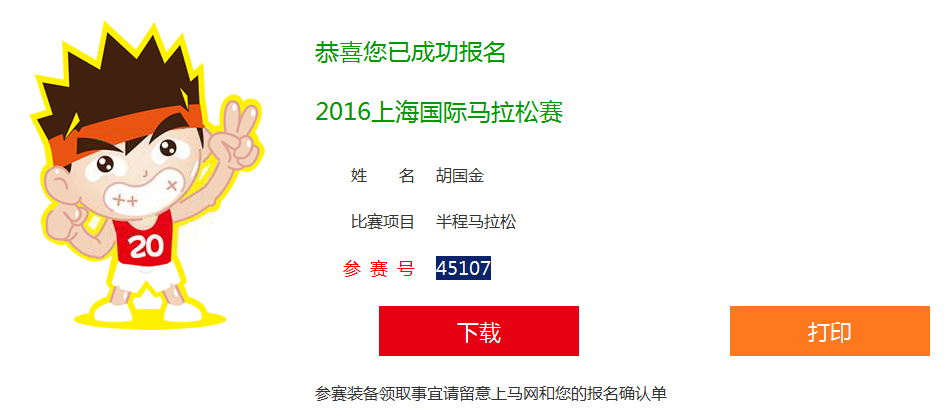 恭喜您已成功报名
2016上海国际马拉松赛
姓 名 胡国金
比赛项目 半程马拉松
参 赛 号 45107
20
下载 打印
参赛装备领取事宜请留意上马网和您的报名确认单